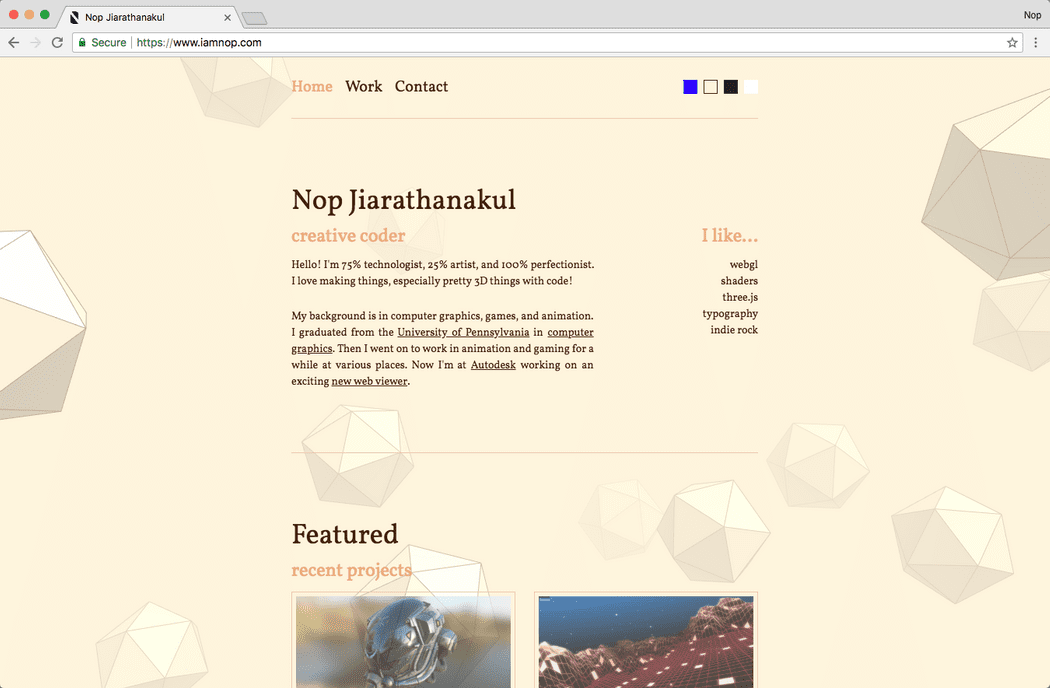 Nop Jiarathanakul
Nop
Secure
https://www.iamnop.com
Home Work Contact
Nop Jiarathanakul
creative coder
Hello! I'm 75% technologist, 25% artist, and 100% perfectionist.
I love making things, especially pretty 3D things with code!
My background is in computer graphics, games, and animation.
I graduated from the University of Pennsylvania in computer
graphics. Then I went on to work in animation and gaming for a
while at various places. Now I'm at Autodesk working on an
exciting new web viewer.
I like...
webgl
shaders
three.js
typography
indie rock
Featured
recent projects